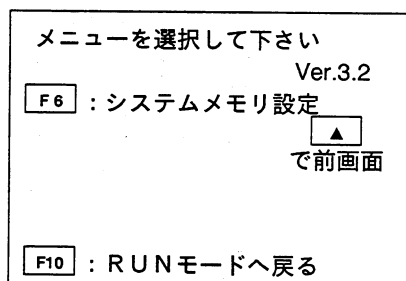 メニューを選択して下さい
Ver.3.2
F6 : システムメモリ設定
▲
で前画面
F10 : RUNモードへ戻る